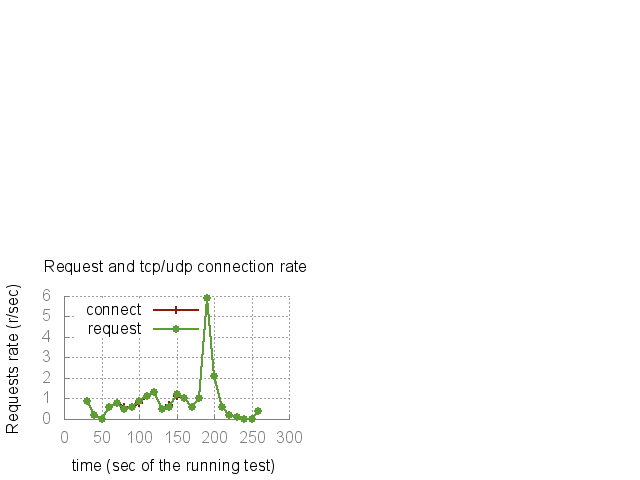 Request and tcp/udp connection rate
Requests rate (r/sec)
6
5
4
3
2
1
0
connect
request
0 50 100 150 200 250 300
time (sec of the running test)